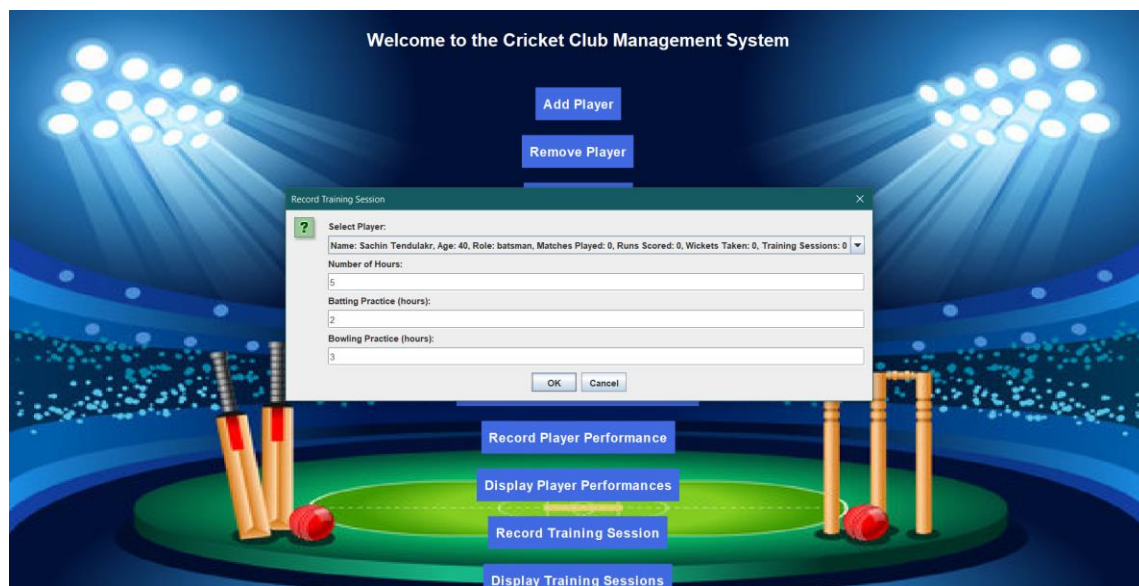 Welcome to the Cricket Club Management System
Add Player
Remove Player
Record Training Session
?
Select Player:
Name: Sachin Tendulakr, Age: 40, Role: batsman, Matches Played: 0, Runs Scored: 0, Wickets Taken: 0, Training Sessions: 0
Number of Hours:
5
Batting Practice (hours):
2
Bowling Practice (hours):
3
OK Cancel
Record Player Performance
Display Player Performances
Record Training Session
Display Training Sessions